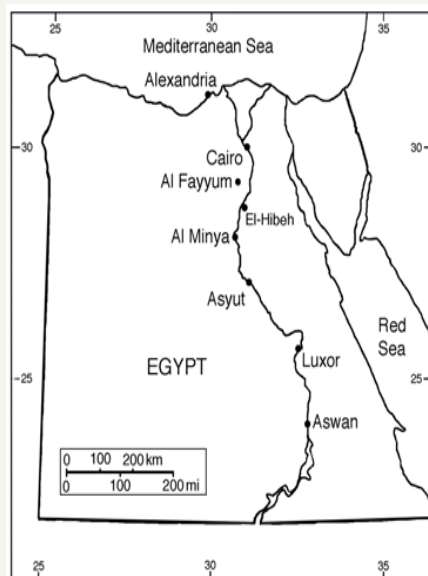 25 30 35
Mediterranean Sea
Alexandria
30 30
Cairo
Al Fayyum
El-Hibeh
Al Minya
Asyut
Red
Sea
EGYPT
Luxor
25 25
Aswan
0 100 200 km
0 100 200 mi
25 30 35